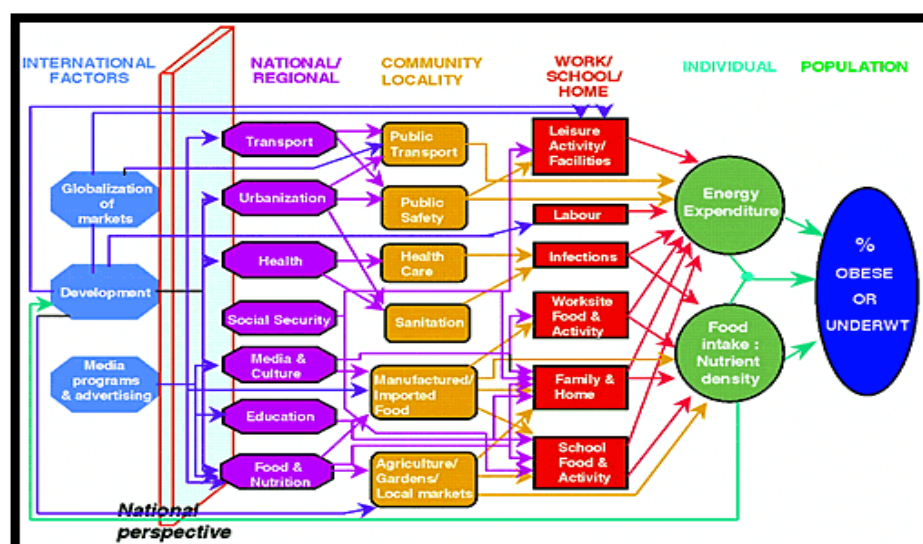 INTERNATIONAL
FACTORS
NATIONAL/
REGIONAL
COMMUNITY
LOCALITY
WORK/
SCHOOL/
HOME
INDIVIDUAL
POPULATION
Globalization of
markets
Development
Media
programs
& advertising
National
perspective
Transport
Urbanization
Health
Social Security
Media &
Culture
Education
Food &
Nutrition
Public
Transport
Public
Safety
Health
Care
Sanitation
Manufactured/
Imported
Food
Agriculture/
Gardens/
Local markets
Leisure
Activity/
Facilities
Labour
Infections
Worksite
Food &
Activity
Family &
Home
School
Food &
Activity
Energy
Expenditure
Food
intake :
Nutrient
density
%
OBESE
OR
UNDERWT